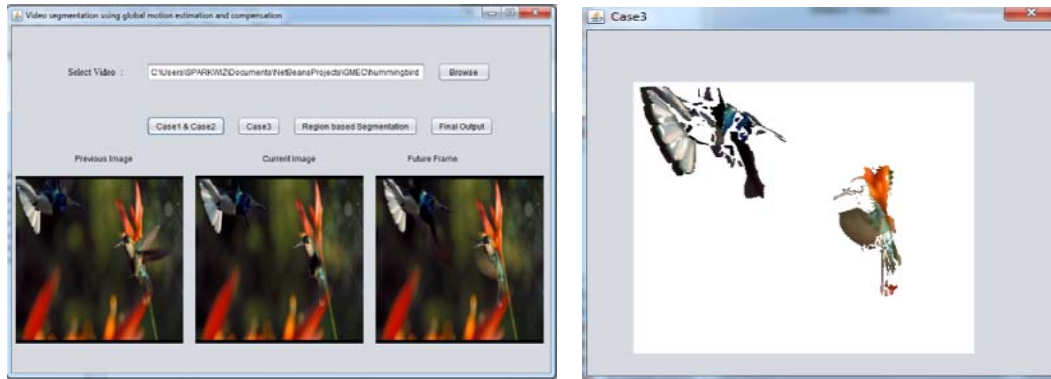 Video segmentation using global motion estimation and compensation
Select Video :
C:\Users\SPARKWIZ\Documents\NetBeansProjects\GMEC\hummingbird
Browse
Case1 & Case2
Case3
Region based Segmentation
Final Output
Previous Image
Current Image
Future Frame
Case3